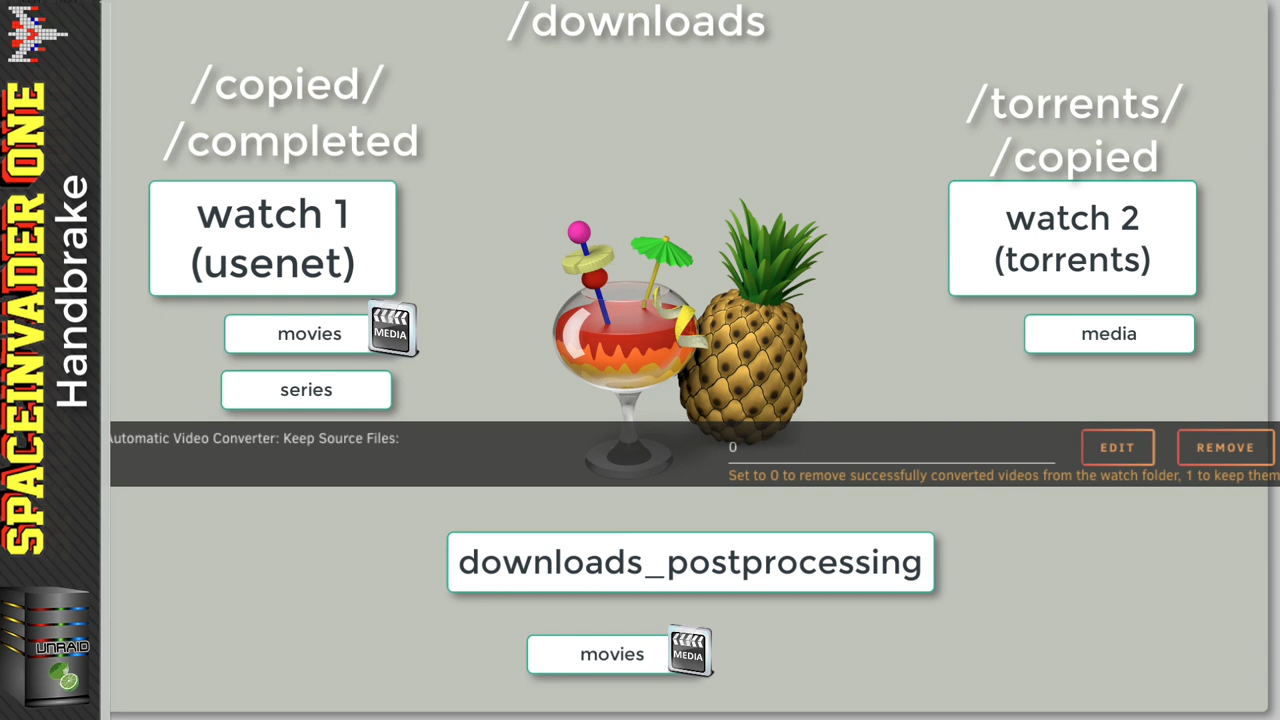 SPACEINVADER ONE
Handbrake
UNRAID
/downloads
/copied/
/completed
watch 1
(usenet)
movies
MEDIA
series
/torrents/
/copied
watch 2
(torrents)
media
Automatic Video Converter: Keep Source Files:
0
EDIT
REMOVE
Set to 0 to remove successfully converted videos from the watch folder, 1 to keep them
downloads_postprocessing
movies
MEDIA